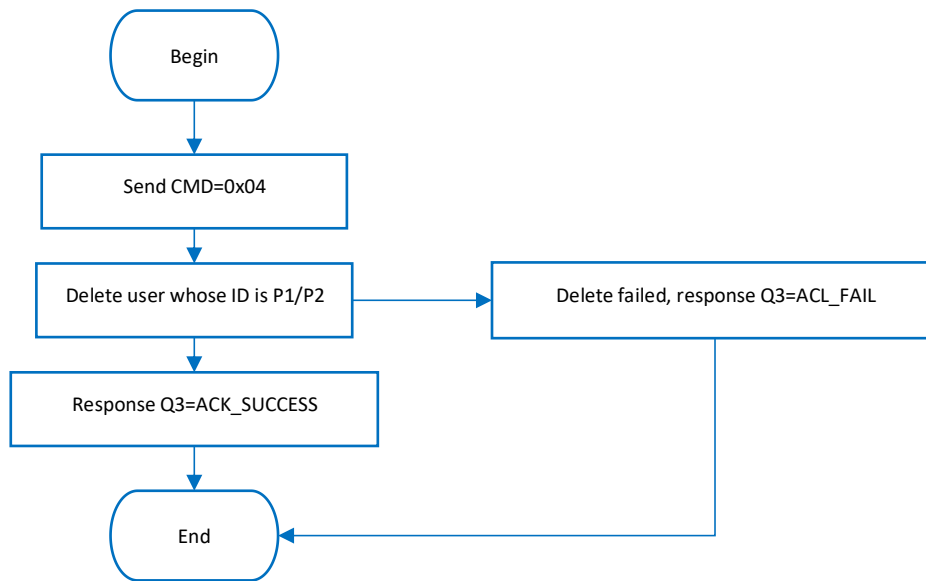 Begin
Send CMD=0x04
Delete user whose ID is P1/P2
Delete failed, response Q3=ACL_FAIL
Response Q3=ACK_SUCCESS
End